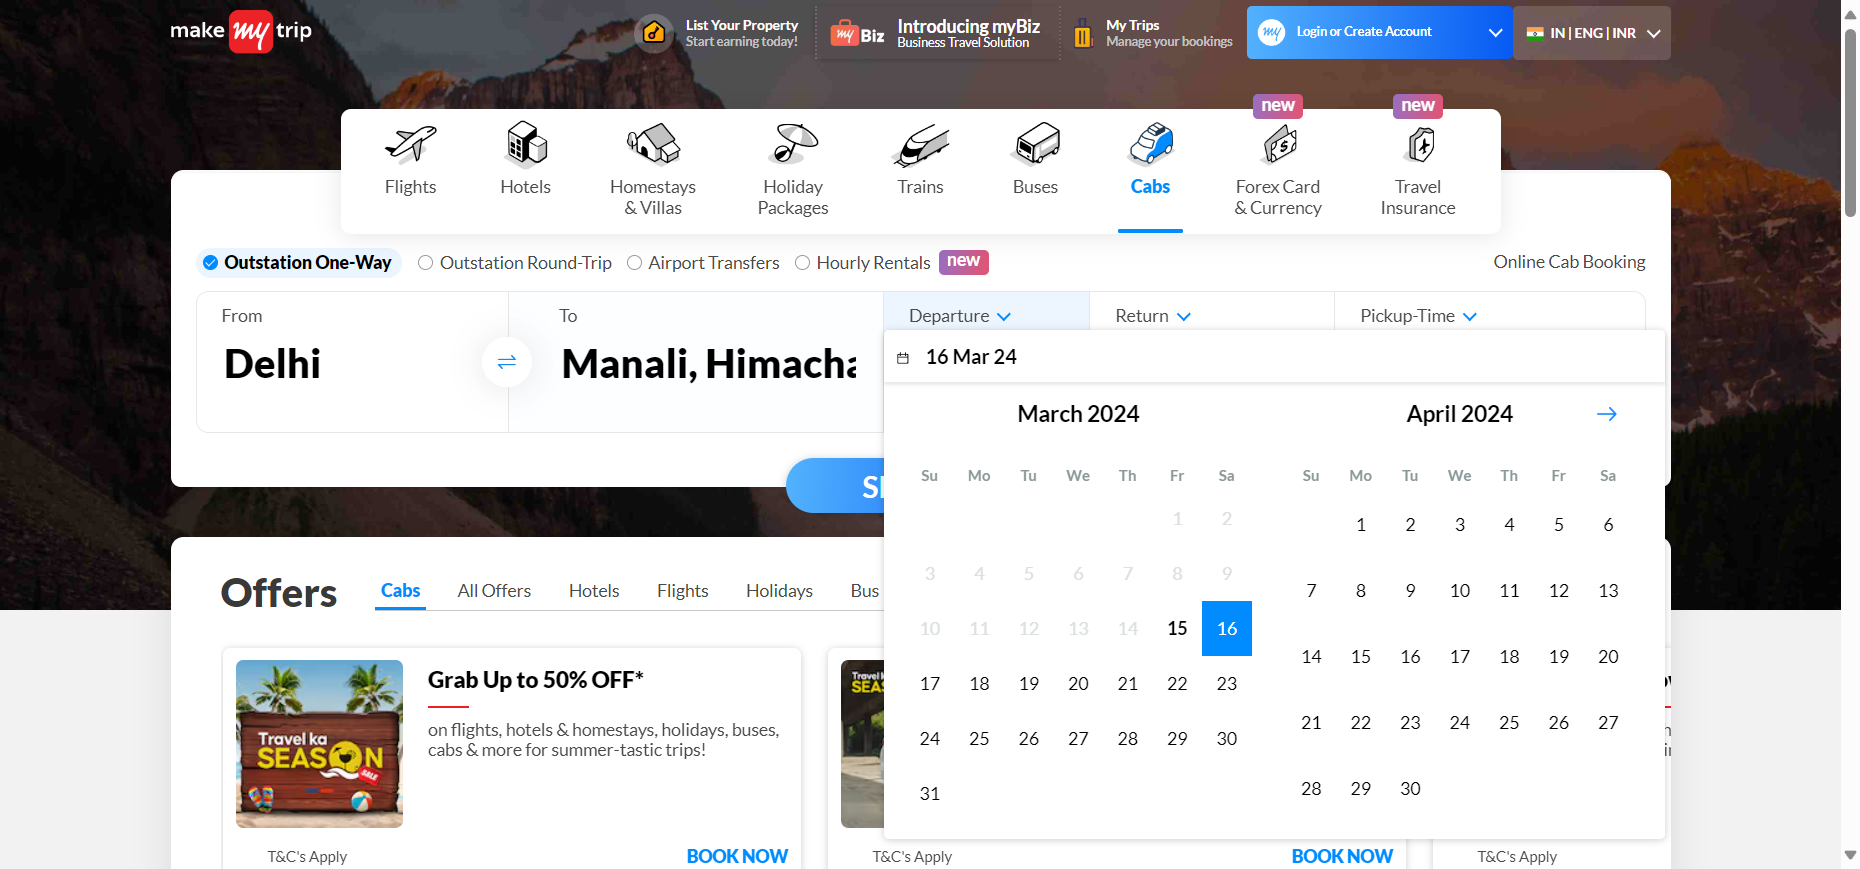 make my trip
List Your Property
Start earning today!
my Biz
Introducing myBiz
Business Travel Solution
My Trips
Manage your bookings
my Login or Create Account
IN | ENG | INR
new
new
Flights
Hotels
Homestays
& Villas
Holiday
Packages
Trains
Buses
Cabs
Forex Card
& Currency
Travel
Insurance
Outstation One-Way
Outstation Round-Trip
Airport Transfers
Hourly Rentals
new
Online Cab Booking
From
To
Departure
Return
Pickup-Time
Delhi
Manali, Himacha
16 Mar 24
March 2024
April 2024
Su Mo Tu We Th Fr Sa
1 2
3 4 5 6 7 8 9
10 11 12 13 14 15 16
17 18 19 20 21 22 23
24 25 26 27 28 29 30
31
Su Mo Tu We Th Fr Sa
1 2 3 4 5 6
7 8 9 10 11 12 13
14 15 16 17 18 19 20
21 22 23 24 25 26 27
28 29 30
Offers
Cabs
All Offers
Hotels
Flights
Holidays
Bus
Travel ka
SEASON
SALE
Grab Up to 50% OFF*
on flights, hotels & homestays, holidays, buses,
cabs & more for summer-tastic trips!
T&C's Apply
BOOK NOW
T&C's Apply
BOOK NOW
T&C's Apply